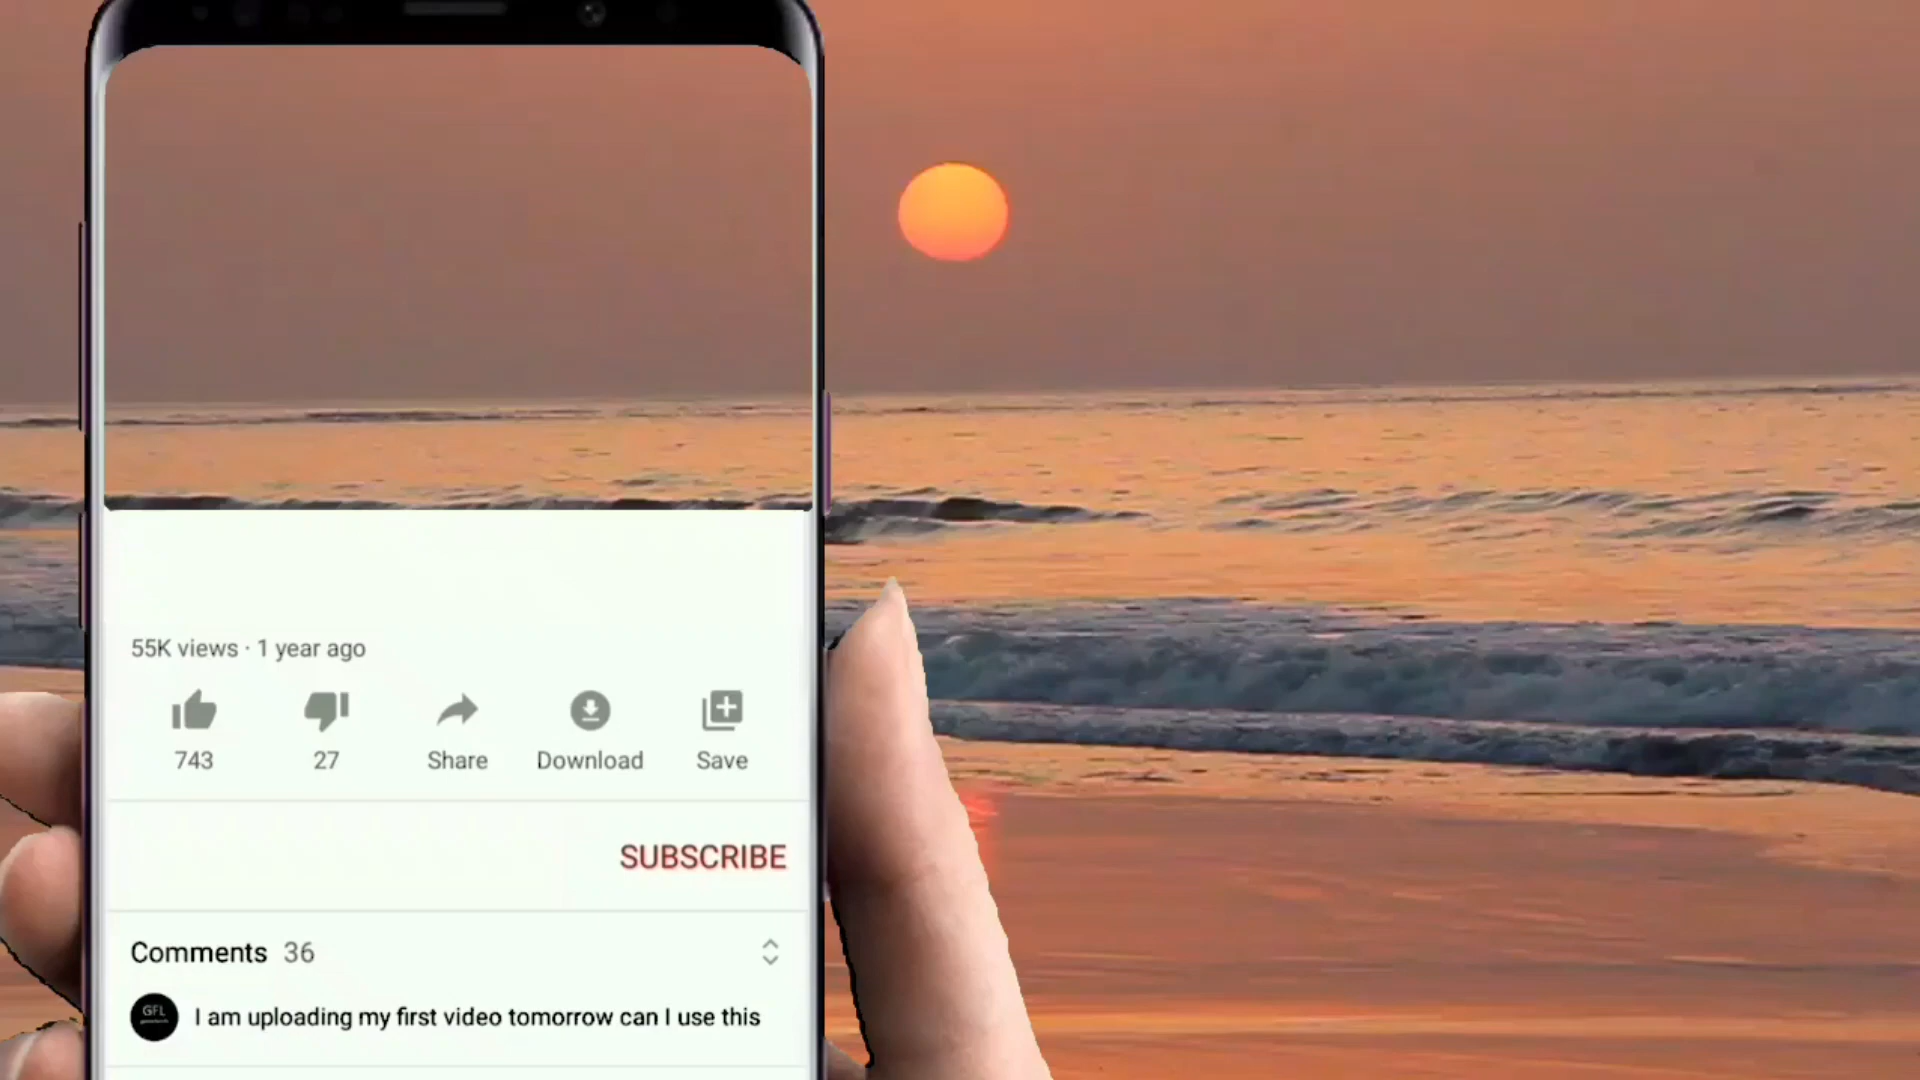 55K views · 1 year ago
743 27 Share Download Save
SUBSCRIBE
Comments 36
GFL
I am uploading my first video tomorrow can I use this